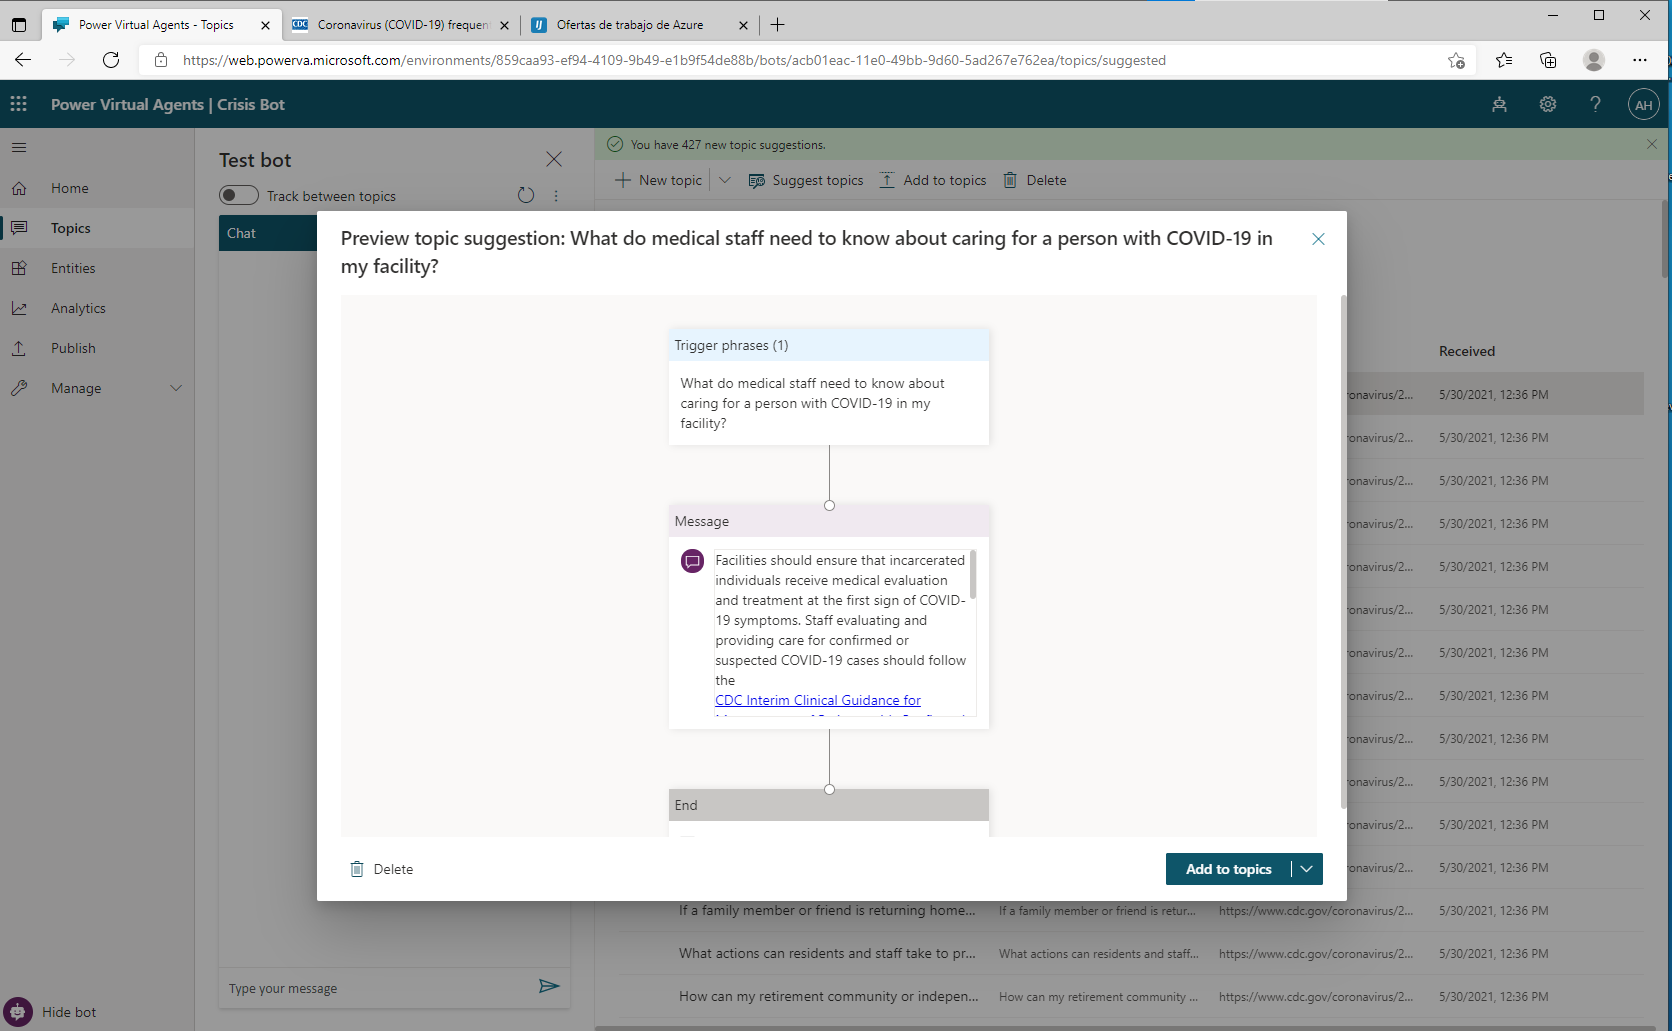 Power Virtual Agents - Topics
Coronavirus (COVID-19) frequen
Ofertas de trabajo de Azure
https://web.powerva.microsoft.com/environments/859caa93-ef94-4109-9b49-e1b9f54de88b/bots/acb01eac-11e0-49bb-9d60-5ad267e762ea/topics/suggested
Power Virtual Agents | Crisis Bot
AH
Home
Topics
Entities
Analytics
Publish
Manage
Hide bot
Test bot
Track between topics
Chat
Type your message
You have 427 new topic suggestions.
New topic
Suggest topics
Add to topics
Delete
Preview topic suggestion: What do medical staff need to know about caring for a person with COVID-19 in
my facility?
Trigger phrases (1)
What do medical staff need to know about
caring for a person with COVID-19 in my
facility?
Message
Facilities should ensure that incarcerated
individuals receive medical evaluation
and treatment at the first sign of COVID-
19 symptoms. Staff evaluating and
providing care for confirmed or
suspected COVID-19 cases should follow
the
CDC Interim Clinical Guidance for
End
Delete
Add to topics
Received
ronavirus/2... 5/30/2021, 12:36 PM
ronavirus/2... 5/30/2021, 12:36 PM
ronavirus/2... 5/30/2021, 12:36 PM
ronavirus/2... 5/30/2021, 12:36 PM
ronavirus/2... 5/30/2021, 12:36 PM
ronavirus/2... 5/30/2021, 12:36 PM
ronavirus/2... 5/30/2021, 12:36 PM
ronavirus/2... 5/30/2021, 12:36 PM
ronavirus/2... 5/30/2021, 12:36 PM
ronavirus/2... 5/30/2021, 12:36 PM
ronavirus/2... 5/30/2021, 12:36 PM
ronavirus/2... 5/30/2021, 12:36 PM
If a family member or friend is returning home... If a family member or friend is retur... https://www.cdc.gov/coronavirus/2... 5/30/2021, 12:36 PM
What actions can residents and staff take to pr... What actions can residents and staff... https://www.cdc.gov/coronavirus/2... 5/30/2021, 12:36 PM
How can my retirement community or indepen... How can my retirement community ... https://www.cdc.gov/coronavirus/2... 5/30/2021, 12:36 PM